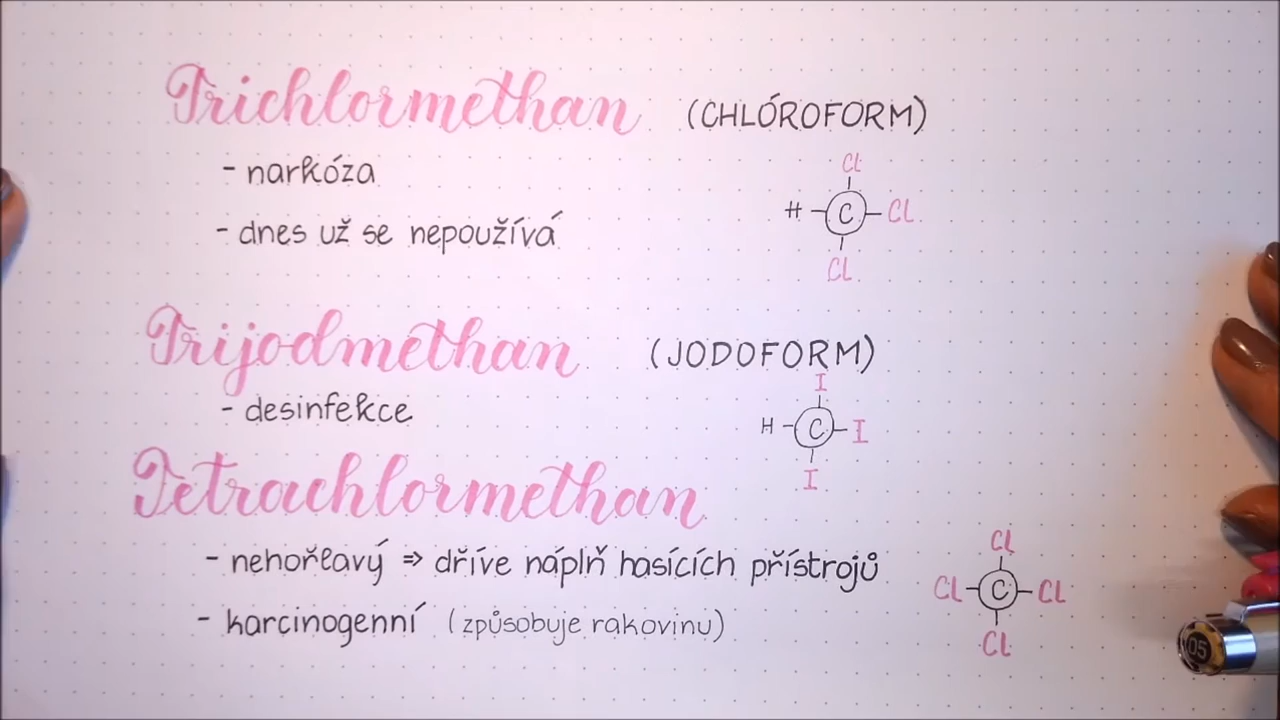 Trichlormethan (CHLÓROFORM)
- narkóza
- dnes už se nepoužívá
Cl
H - C - Cl
Cl
Trijodmethan (JODOFORM)
- desinfekce
I
H - C - I
I
Tetrachlormethan
- nehořlavý ⇒ dříve náplň hasících přístrojů
- karcinogenní (způsobuje rakovinu)
Cl
Cl - C - Cl
Cl
05